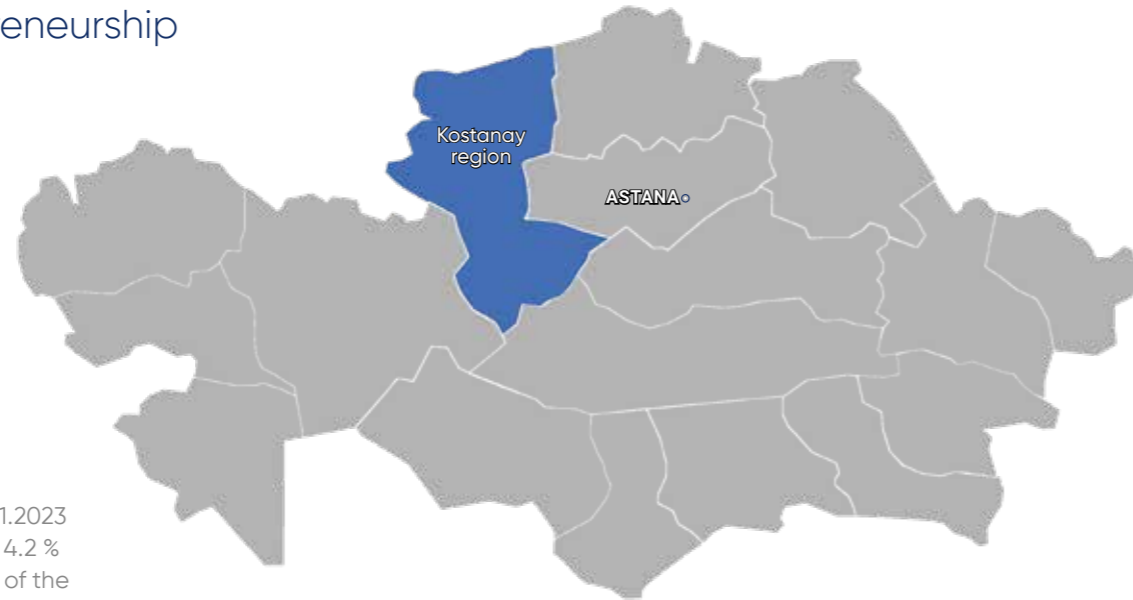 eneurship
Kostanay
region
ASTANA
1.2023
4.2 %
of the